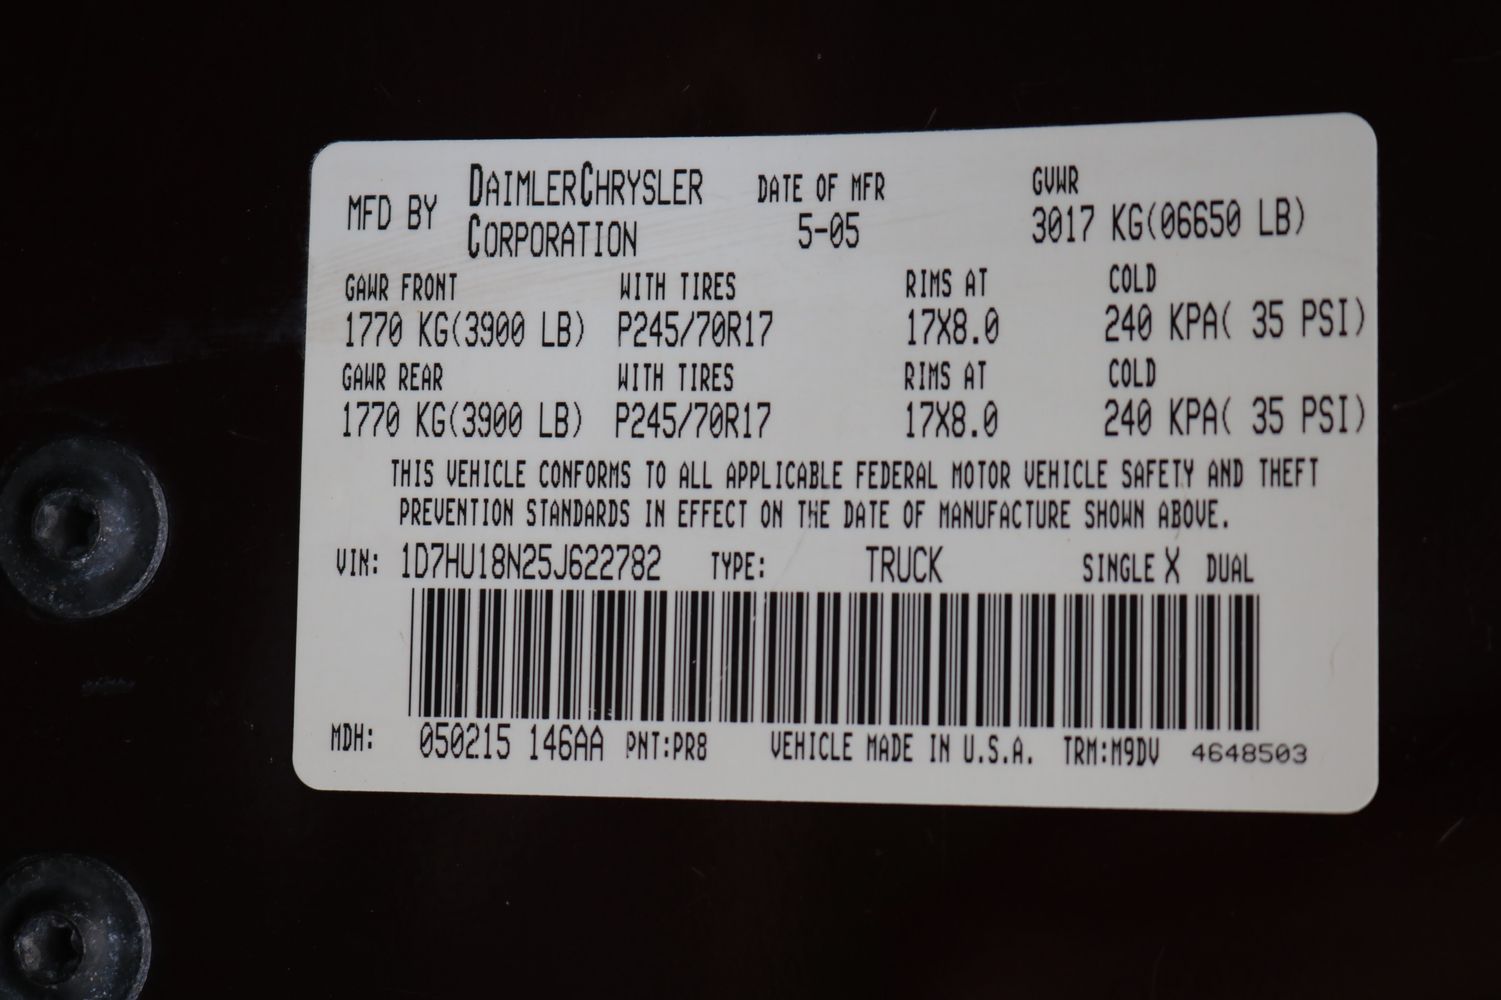 MFD BY DAIMLERCHRYSLER CORPORATION DATE OF MFR 5-05 GVWR 3017 KG(06650 LB)
GAWR FRONT WITH TIRES RIMS AT COLD
1770 KG(3900 LB) P245/70R17 17X8.0 240 KPA( 35 PSI)
GAWR REAR WITH TIRES RIMS AT COLD
1770 KG(3900 LB) P245/70R17 17X8.0 240 KPA( 35 PSI)
THIS VEHICLE CONFORMS TO ALL APPLICABLE FEDERAL MOTOR VEHICLE SAFETY AND THEFT
PREVENTION STANDARDS IN EFFECT ON THE DATE OF MANUFACTURE SHOWN ABOVE.
VIN: 1D7HU18N25J622782 TYPE: TRUCK SINGLE X DUAL
MDH: 050215 146AA PNT:PR8 VEHICLE MADE IN U.S.A. TRM:M9DV 4648503